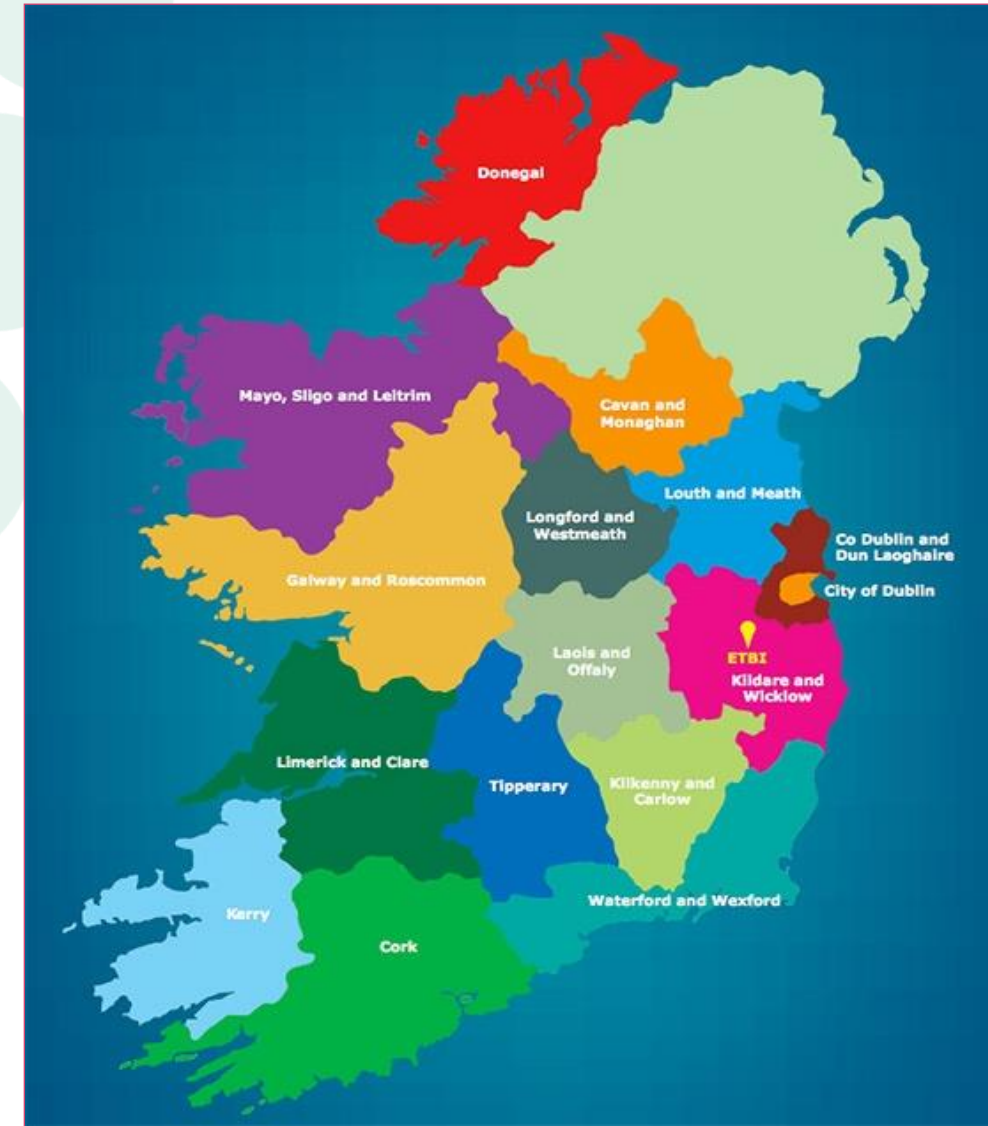 Donegal
Mayo, Sligo and Leitrim
Cavan and
Monaghan
Louth and Meath
Longford and
Westmeath
Co Dublin and
Dun Laoghaire
City of Dublin
Galway and Roscommon
Laois and
Offaly
ETBI
Kildare and
Wicklow
Limerick and Clare
Tipperary
Kilkenny and
Carlow
Waterford and Wexford
Kerry
Cork